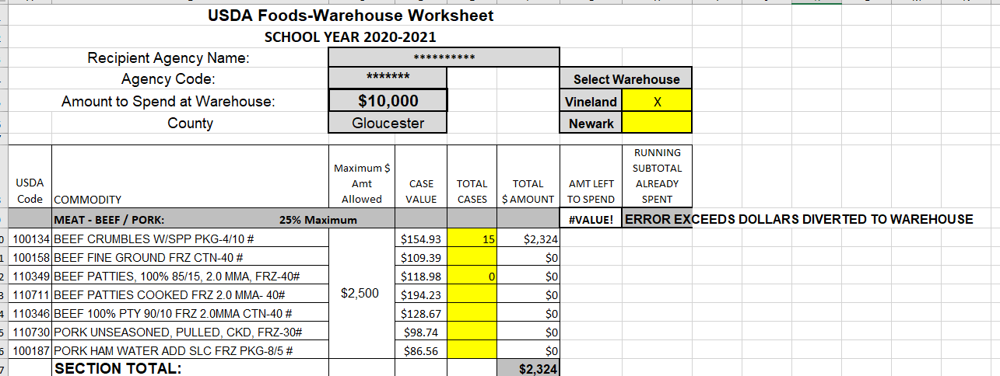 USDA Foods-Warehouse Worksheet
SCHOOL YEAR 2020-2021
Recipient Agency Name: **********
Agency Code: ******* Select Warehouse
Amount to Spend at Warehouse: $10,000 Vineland X
County Gloucester Newark
USDA Code COMMODITY Maximum $ Amt Allowed CASE VALUE TOTAL CASES TOTAL $ AMOUNT AMT LEFT TO SPEND RUNNING SUBTOTAL ALREADY SPENT
MEAT - BEEF / PORK: 25% Maximum #VALUE! ERROR EXCEEDS DOLLARS DIVERTED TO WAREHOUSE
100134 BEEF CRUMBLES W/SPP PKG-4/10 # $154.93 15 $2,324
100158 BEEF FINE GROUND FRZ CTN-40 # $109.39 $0
110349 BEEF PATTIES, 100% 85/15, 2.0 MMA, FRZ-40# $118.98 0 $0
110711 BEEF PATTIES COOKED FRZ 2.0 MMA- 40# $2,500 $194.23 $0
110346 BEEF 100% PTY 90/10 FRZ 2.0MMA CTN-40 # $128.67 $0
110730 PORK UNSEASONED, PULLED, CKD, FRZ-30# $98.74 $0
100187 PORK HAM WATER ADD SLC FRZ PKG-8/5 # $86.56 $0
SECTION TOTAL: $2,324